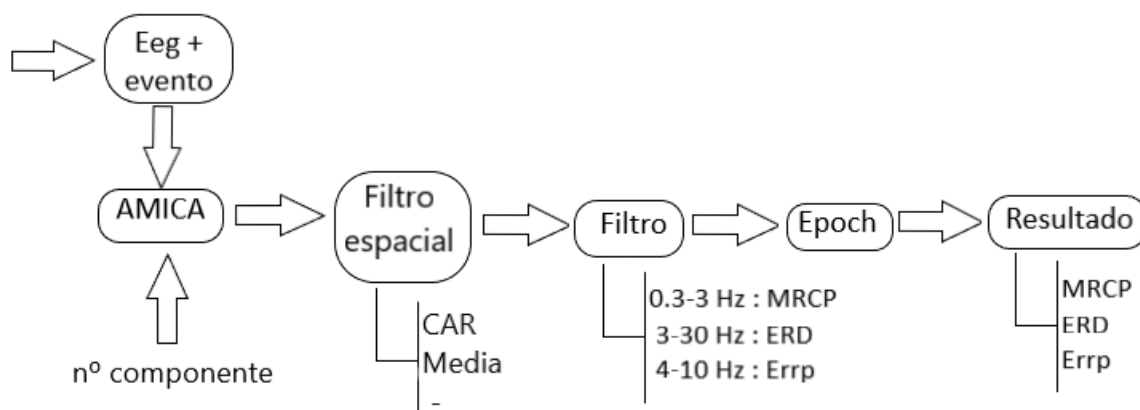 Eeg +
evento
AMICA
nº componente
Filtro
espacial
CAR
Media
-
Filtro
0.3-3 Hz : MRCP
3-30 Hz : ERD
4-10 Hz : Errp
Epoch
Resultado
MRCP
ERD
Errp